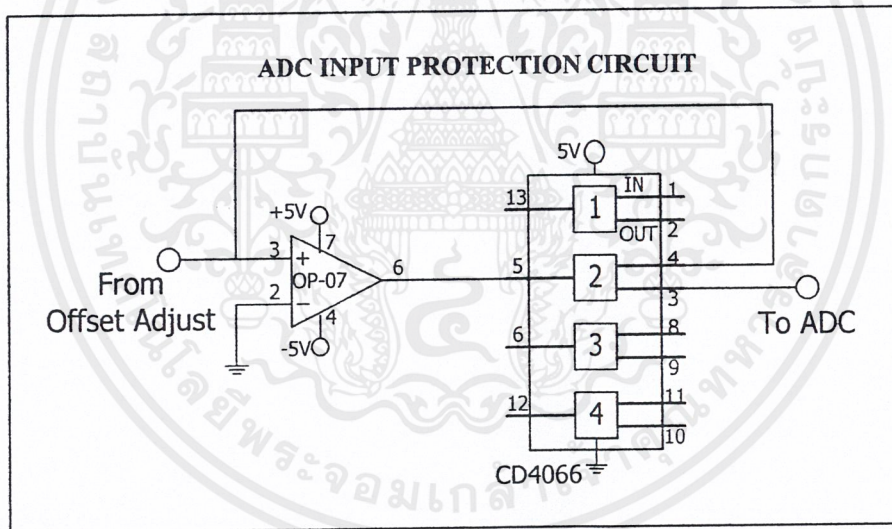 ADC INPUT PROTECTION CIRCUIT
5V
+5V
7
3
+
OP-07
6
2
−
4
-5V
From
Offset Adjust
13
1
IN
1
OUT
2
5
2
4
3
To ADC
6
3
8
9
12
4
11
10
CD4066